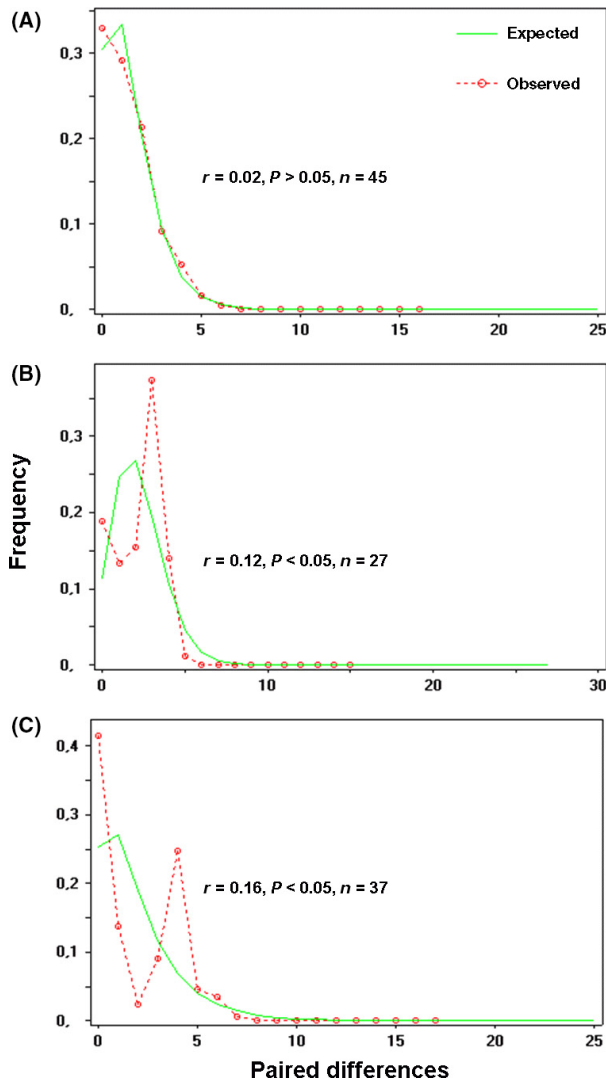 (A)
0,3
0,2
0,1
0,
Expected
Observed
r = 0.02, P > 0.05, n = 45
0 5 10 15 20 25
(B)
0,3
0,2
0,1
0,
r = 0.12, P < 0.05, n = 27
0 10 20 30
Frequency
(C)
0,4
0,3
0,2
0,1
0,
r = 0.16, P < 0.05, n = 37
0 5 10 15 20 25
Paired differences